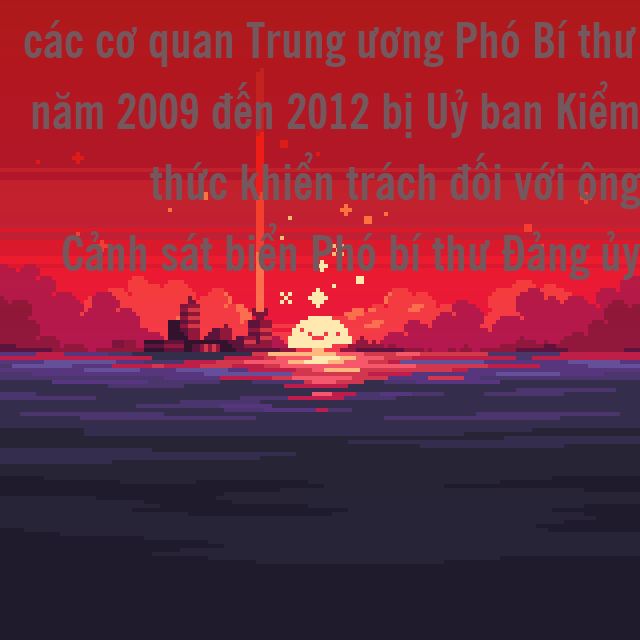 các cơ quan Trung ương Phó Bí thư
năm 2009 đến 2012 bị Uỷ ban Kiểm
thức khiển trách đối với ông
Cảnh sát biển Phó bí thư Đảng ủy